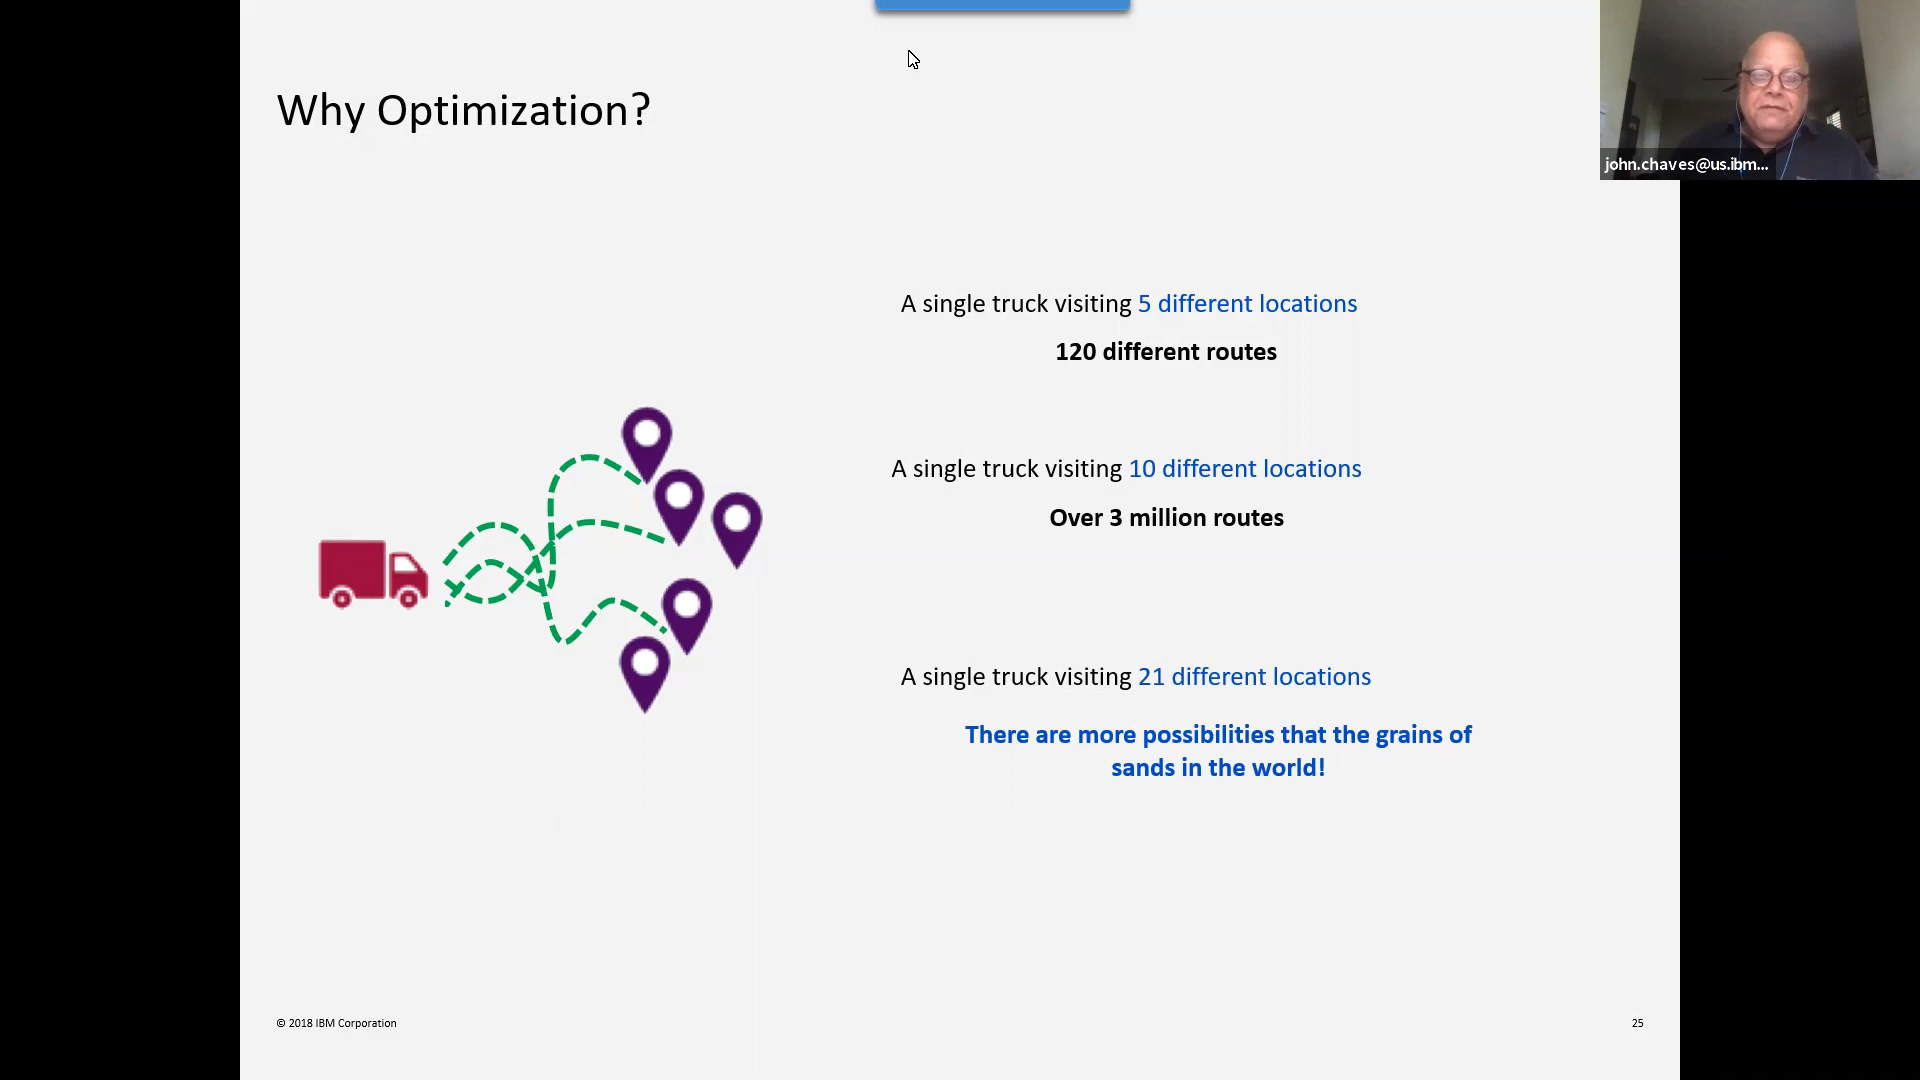 Why Optimization?
john.chaves@us.ibm...
A single truck visiting 5 different locations
120 different routes
A single truck visiting 10 different locations
Over 3 million routes
A single truck visiting 21 different locations
There are more possibilities that the grains of
sands in the world!
© 2018 IBM Corporation
25